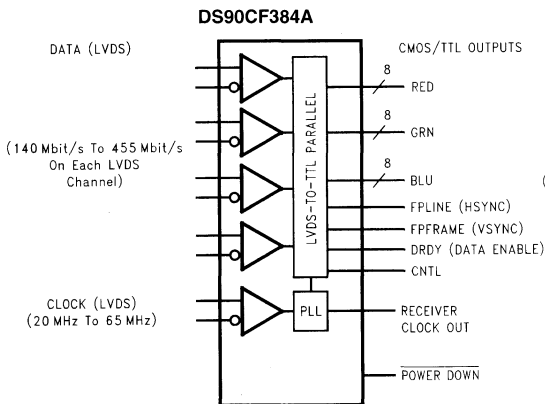 DS90CF384A
DATA (LVDS)
CMOS/TTL OUTPUTS
8
RED
8
GRN
(140 Mbit/s To 455 Mbit/s
On Each LVDS
Channel)
LVDS-TO-TTL PARALLEL
8
BLU
(
FPLINE (HSYNC)
FPFRAME (VSYNC)
DRDY (DATA ENABLE)
CNTL
CLOCK (LVDS)
(20 MHz To 65 MHz)
PLL
RECEIVER
CLOCK OUT
POWER DOWN